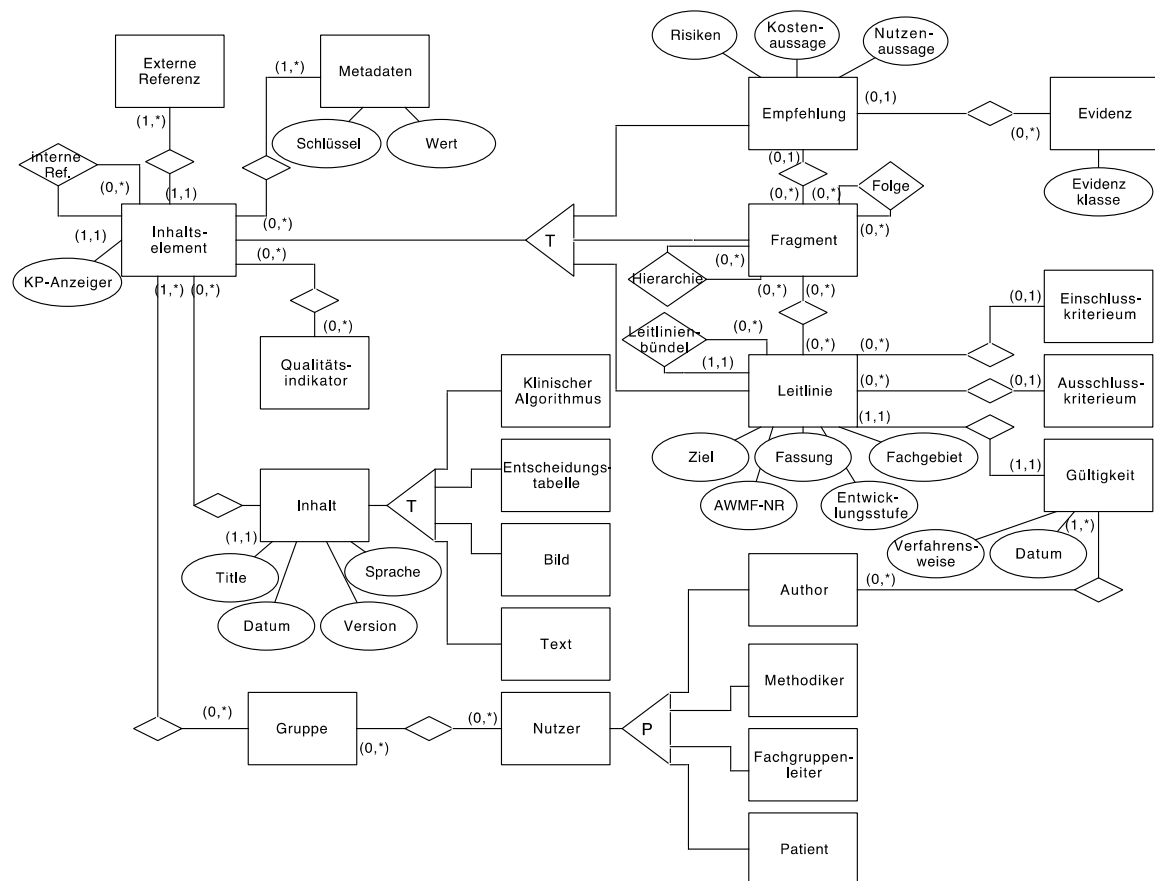 Externe
Referenz
(1,*)
(1,*)
Metadaten
Schlüssel
Wert
Risiken
Kosten-
aussage
Nutzen-
aussage
Empfehlung
(0,1)
(0,*)
Evidenz
Evidenz
klasse
(0,1)
(0,*)
(0,*)
Folge
interne
Ref.
(0,*)
(1,1)
(0,*)
(1,1)
Inhalts-
element
(0,*)
KP-Anzeiger
(1,*)
(0,*)
T
Fragment
(0,*)
(0,*)
Hierarchie
(0,*)
(0,*)
(0,*)
Qualitäts-
indikator
Leitlinien-
bündel
(0,*)
(1,1)
(0,*)
(0,*)
(0,1)
Einschluss-
kriterieum
Leitlinie
(0,*)
(0,1)
Ausschluss-
kriterieum
(1,1)
(1,1)
Gültigkeit
Ziel
Fassung
Fachgebiet
AWMF-NR
Entwick-
lungsstufe
Verfahrens-
weise
Datum
(1,*)
Klinischer
Algorithmus
Entscheidungs-
tabelle
Inhalt
T
(1,1)
Title
Sprache
Datum
Version
Bild
Text
Author
(0,*)
Methodiker
(0,*)
Gruppe
(0,*)
(0,*)
Nutzer
P
Fachgruppen-
leiter
Patient